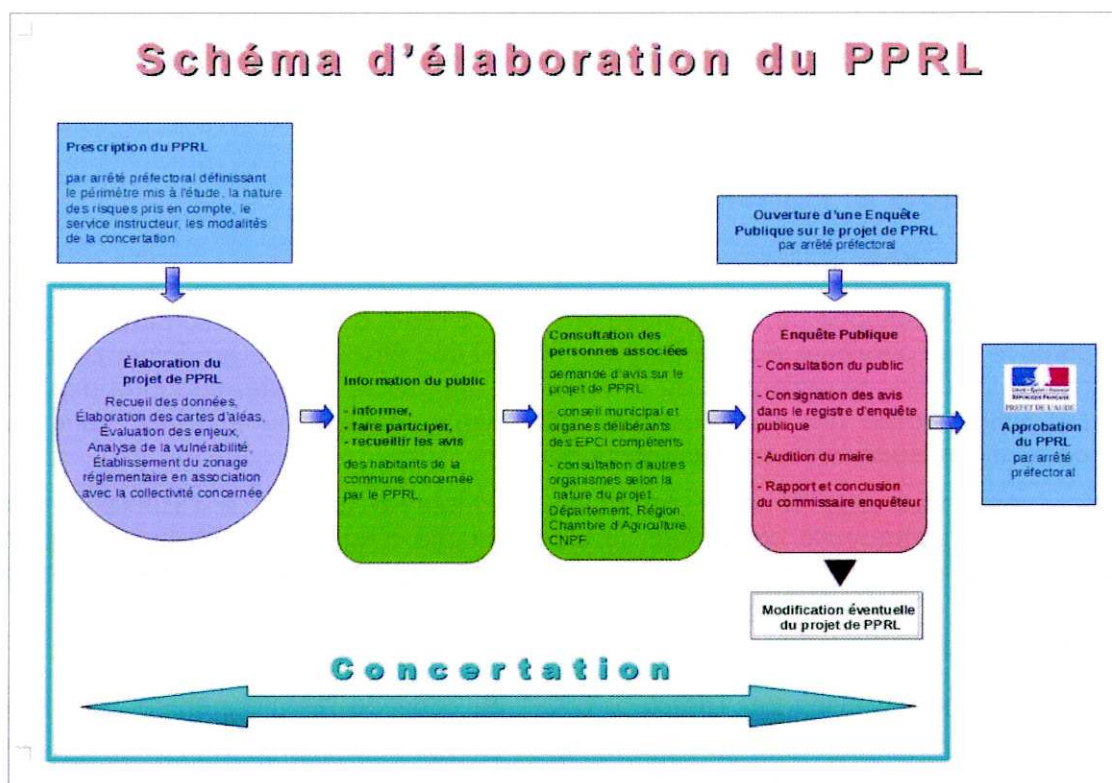 Schéma d'élaboration du PPRL
Prescription du PPRL
par arrêté préfectoral définissant
le périmètre mis à l'étude, la nature
des risques pris en compte, le
service instructeur, les modalités
de la concertation
Ouverture d'une Enquête
Publique sur le projet de PPRL
par arrêté préfectoral
Élaboration du
projet de PPRL
Recueil des données,
Élaboration des cartes d'aléas,
Évaluation des enjeux,
Analyse de la vulnérabilité,
Établissement du zonage
réglementaire en association
avec la collectivité concernée
Information du public
- informer,
- faire participer,
- recueillir les avis
des habitants de la
commune concernée
par le PPRL
Consultation des
personnes associées
demande d'avis sur le
projet de PPRL
- conseil municipal et
organes délibérants
des EPCI compétents
- consultation d'autres
organismes selon la
nature du projet
Département, Région,
Chambre d'Agriculture,
CNPF
Enquête Publique
- Consultation du public
- Consignation des avis
dans le registre d'enquête
publique
- Audition du maire
- Rapport et conclusion
du commissaire enquêteur
Modification éventuelle
du projet de PPRL
Liberté • Égalité • Fraternité
RÉPUBLIQUE FRANÇAISE
PRÉFET DE L'AUDE
Approbation
du PPRL
par arrêté
préfectoral
Concertation